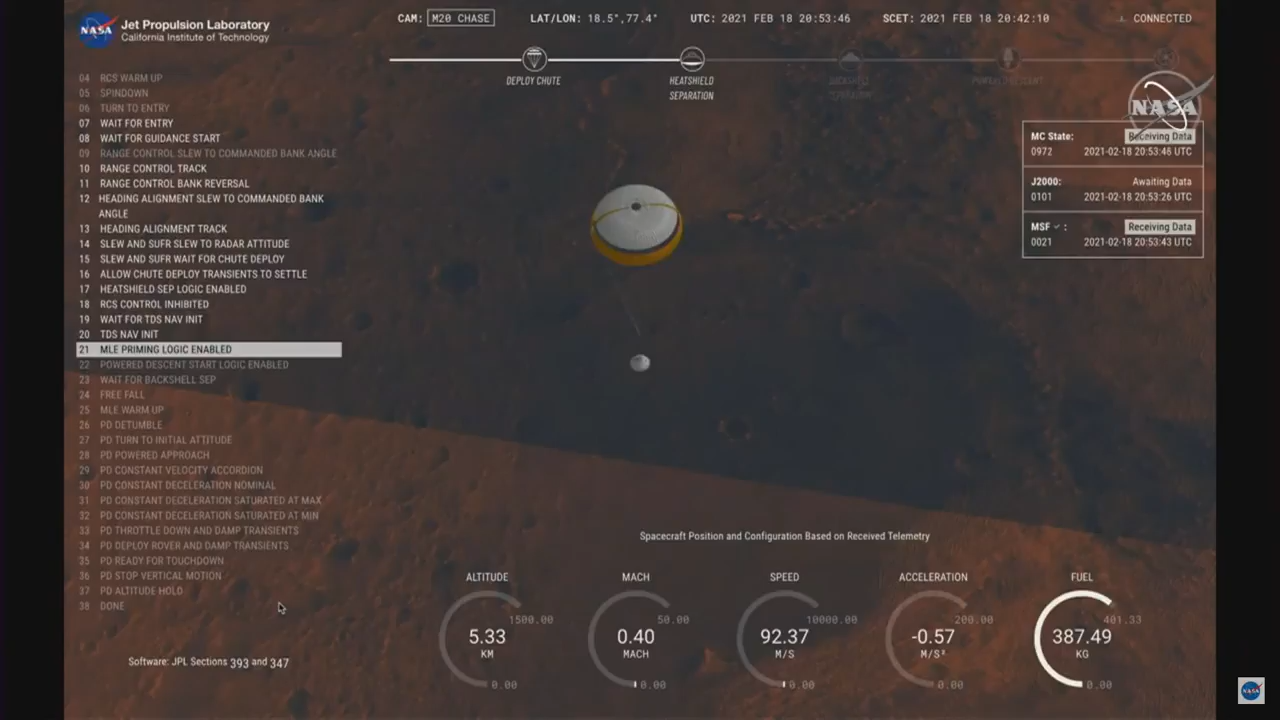 NASA
Jet Propulsion Laboratory
California Institute of Technology
CAM: M20 CHASE LAT/LON: 18.5°,77.4° UTC: 2021 FEB 18 20:53:46 SCET: 2021 FEB 18 20:42:10 CONNECTED
DEPLOY CHUTE
HEATSHIELD
SEPARATION
BACKSHELL
SEPARATION
POWERED DESCENT
NASA
04 RCS WARM UP
05 SPINDOWN
06 TURN TO ENTRY
07 WAIT FOR ENTRY
08 WAIT FOR GUIDANCE START
09 RANGE CONTROL SLEW TO COMMANDED BANK ANGLE
10 RANGE CONTROL TRACK
11 RANGE CONTROL BANK REVERSAL
12 HEADING ALIGNMENT SLEW TO COMMANDED BANK
ANGLE
13 HEADING ALIGNMENT TRACK
14 SLEW AND SUFR SLEW TO RADAR ATTITUDE
15 SLEW AND SUFR WAIT FOR CHUTE DEPLOY
16 ALLOW CHUTE DEPLOY TRANSIENTS TO SETTLE
17 HEATSHIELD SEP LOGIC ENABLED
18 RCS CONTROL INHIBITED
19 WAIT FOR TDS NAV INIT
20 TDS NAV INIT
21 MLE PRIMING LOGIC ENABLED
22 POWERED DESCENT START LOGIC ENABLED
23 WAIT FOR BACKSHELL SEP
24 FREE FALL
25 MLE WARM UP
26 PD DETUMBLE
27 PD TURN TO INITIAL ATTITUDE
28 PD POWERED APPROACH
29 PD CONSTANT VELOCITY ACCORDION
30 PD CONSTANT DECELERATION NOMINAL
31 PD CONSTANT DECELERATION SATURATED AT MAX
32 PD CONSTANT DECELERATION SATURATED AT MIN
33 PD THROTTLE DOWN AND DAMP TRANSIENTS
34 PD DEPLOY ROVER AND DAMP TRANSIENTS
35 PD READY FOR TOUCHDOWN
36 PD STOP VERTICAL MOTION
37 PD ALTITUDE HOLD
38 DONE
Software: JPL Sections 393 and 347
MC State: Receiving Data
0972 2021-02-18 20:53:46 UTC
J2000: Awaiting Data
0101 2021-02-18 20:53:26 UTC
MSF : Receiving Data
0021 2021-02-18 20:53:43 UTC
Spacecraft Position and Configuration Based on Received Telemetry
ALTITUDE MACH SPEED ACCELERATION FUEL
1500.00 50.00 10000.00 200.00 401.33
5.33 0.40 92.37 -0.57 387.49
KM MACH M/S M/S² KG
0.00 0.00 0.00 0.00 0.00
NASA